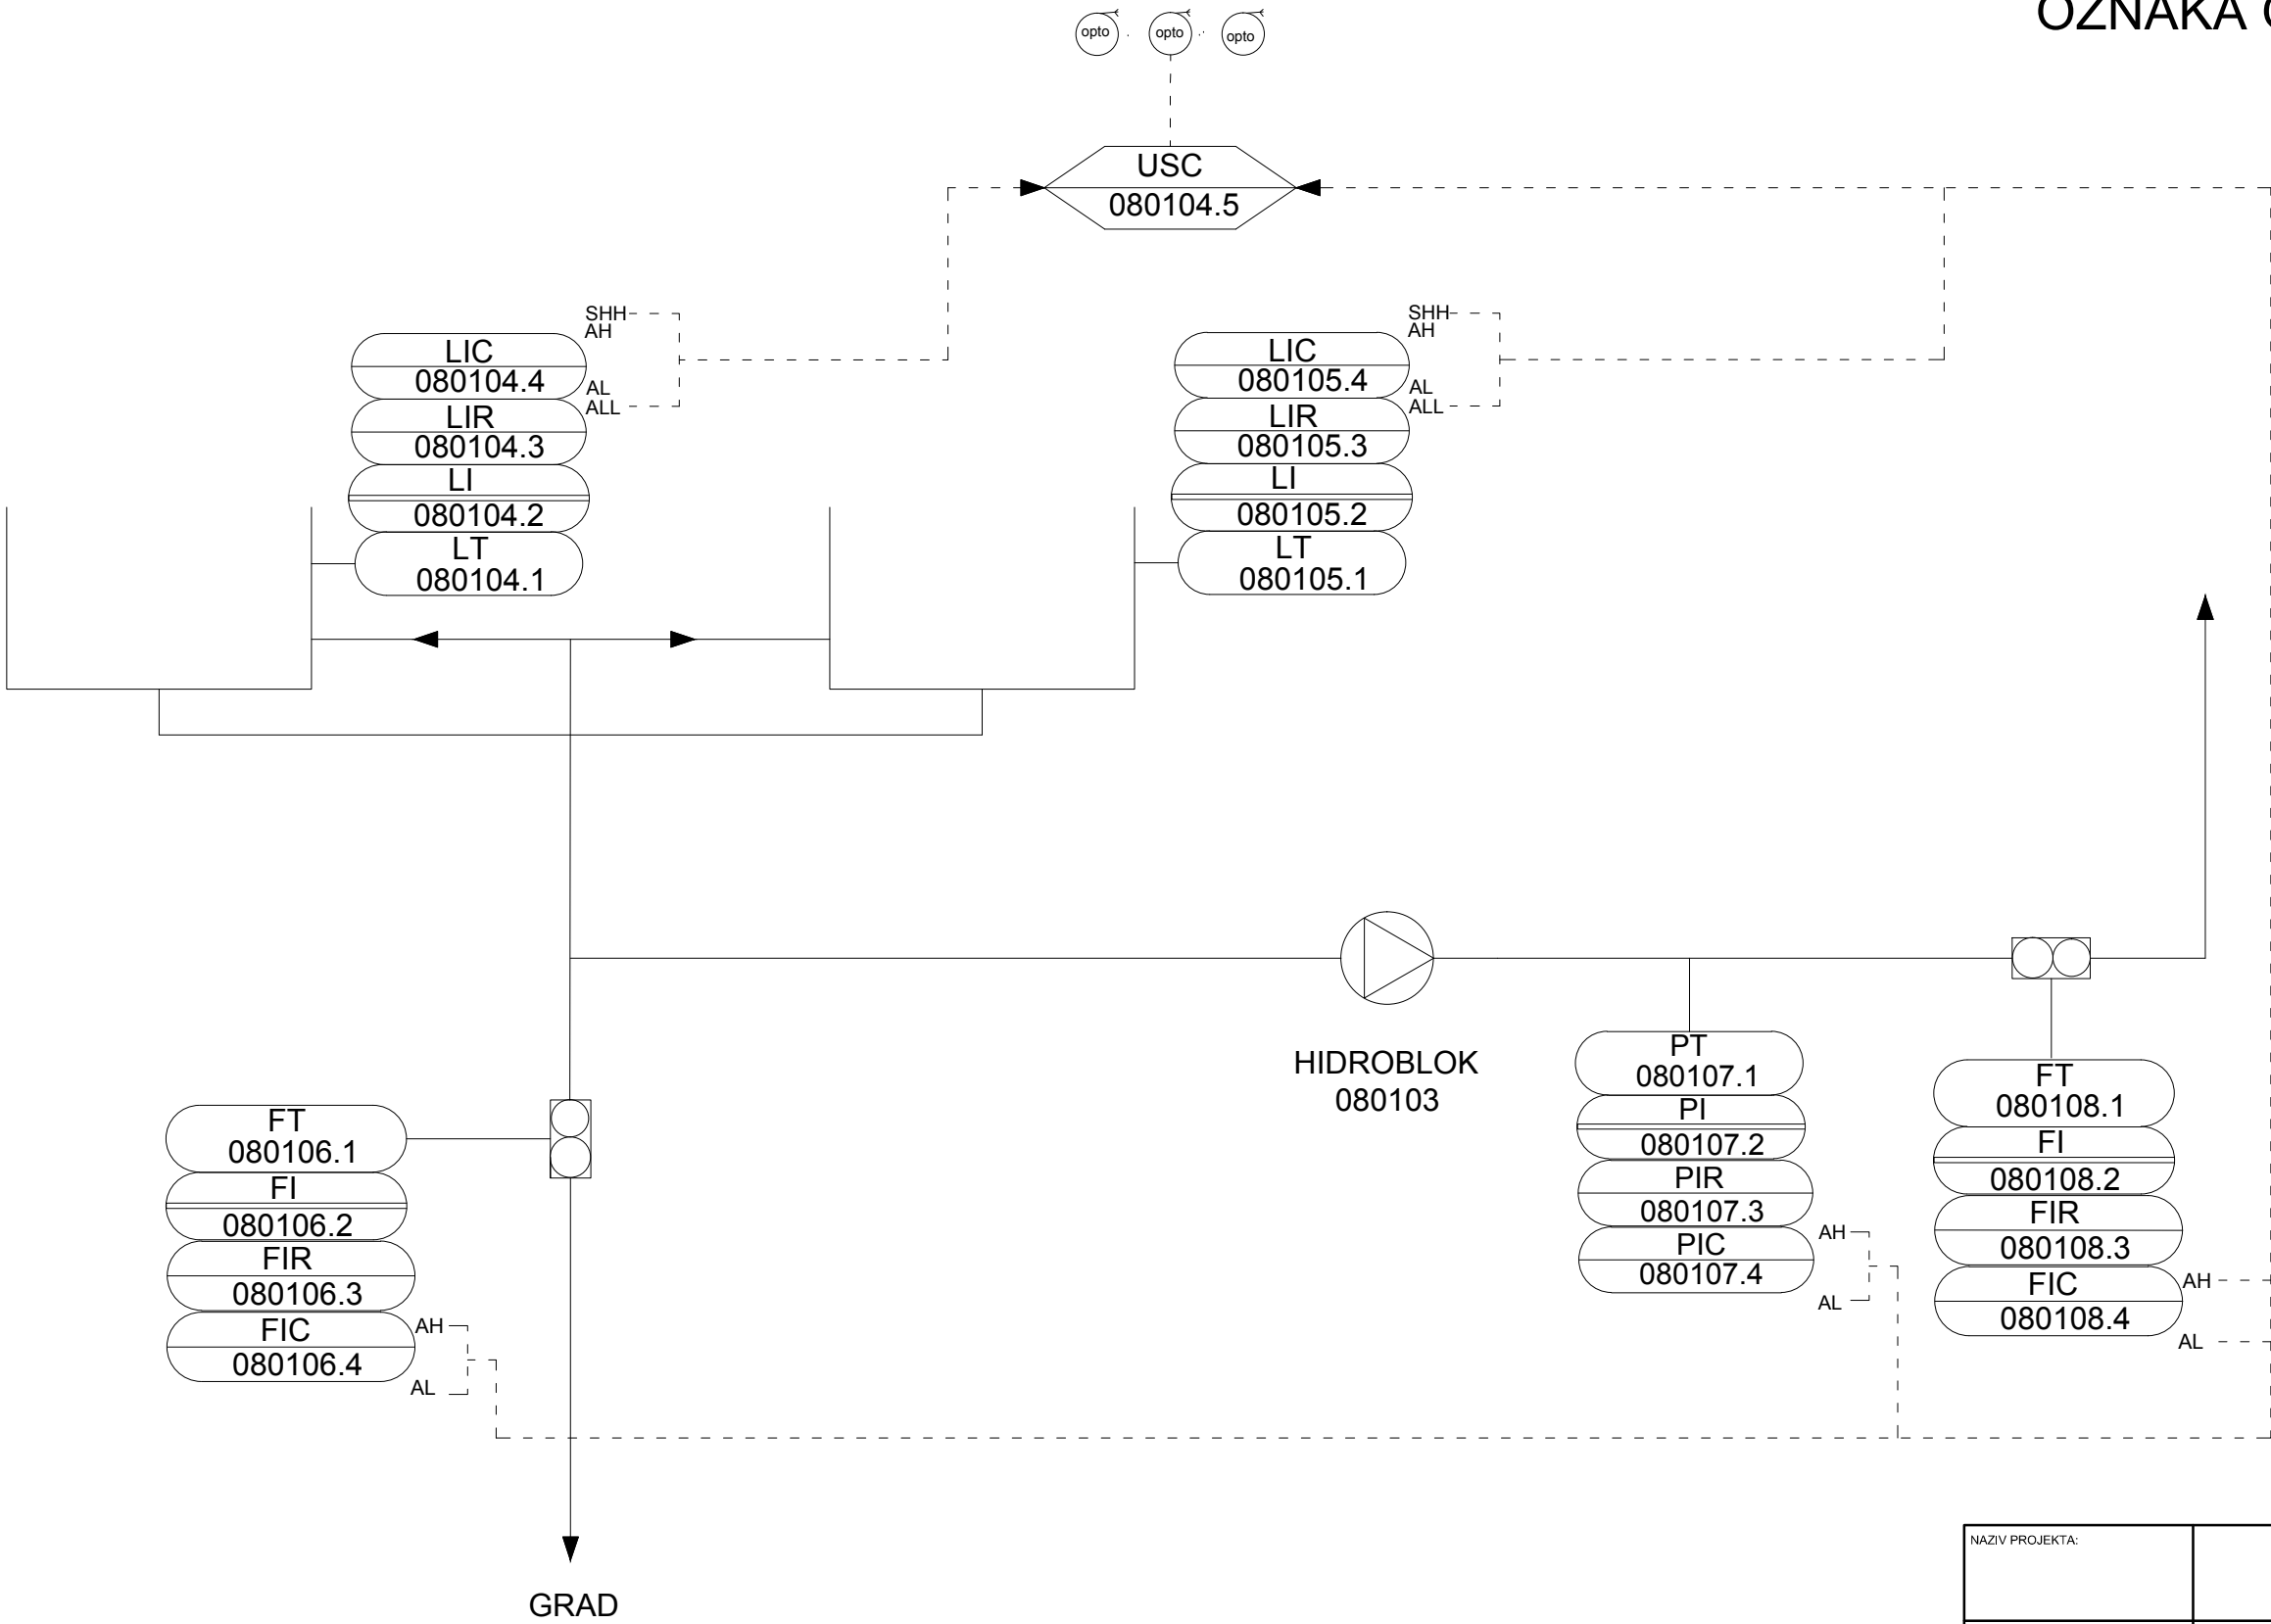 OZNAKA
opto
opto
opto
USC
080104.5
SHH
AH
LIC
080104.4
AL
ALL
LIR
080104.3
LI
080104.2
LT
080104.1
SHH
AH
LIC
080105.4
AL
ALL
LIR
080105.3
LI
080105.2
LT
080105.1
HIDROBLOK
080103
FT
080106.1
FI
080106.2
FIR
080106.3
FIC
080106.4
AH
AL
PT
080107.1
PI
080107.2
PIR
080107.3
PIC
080107.4
AH
AL
FT
080108.1
FI
080108.2
FIR
080108.3
FIC
080108.4
AH
AL
GRAD
NAZIV PROJEKTA: